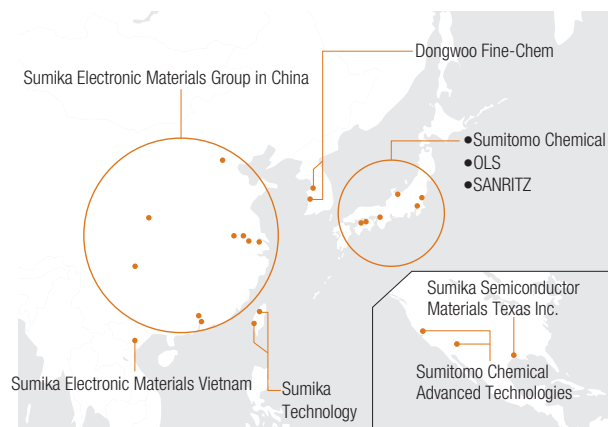 Dongwoo Fine-Chem
Sumika Electronic Materials Group in China
●Sumitomo Chemical
●OLS
●SANRITZ
Sumika Semiconductor
Materials Texas Inc.
Sumitomo Chemical
Advanced Technologies
Sumika Electronic Materials Vietnam
Sumika
Technology